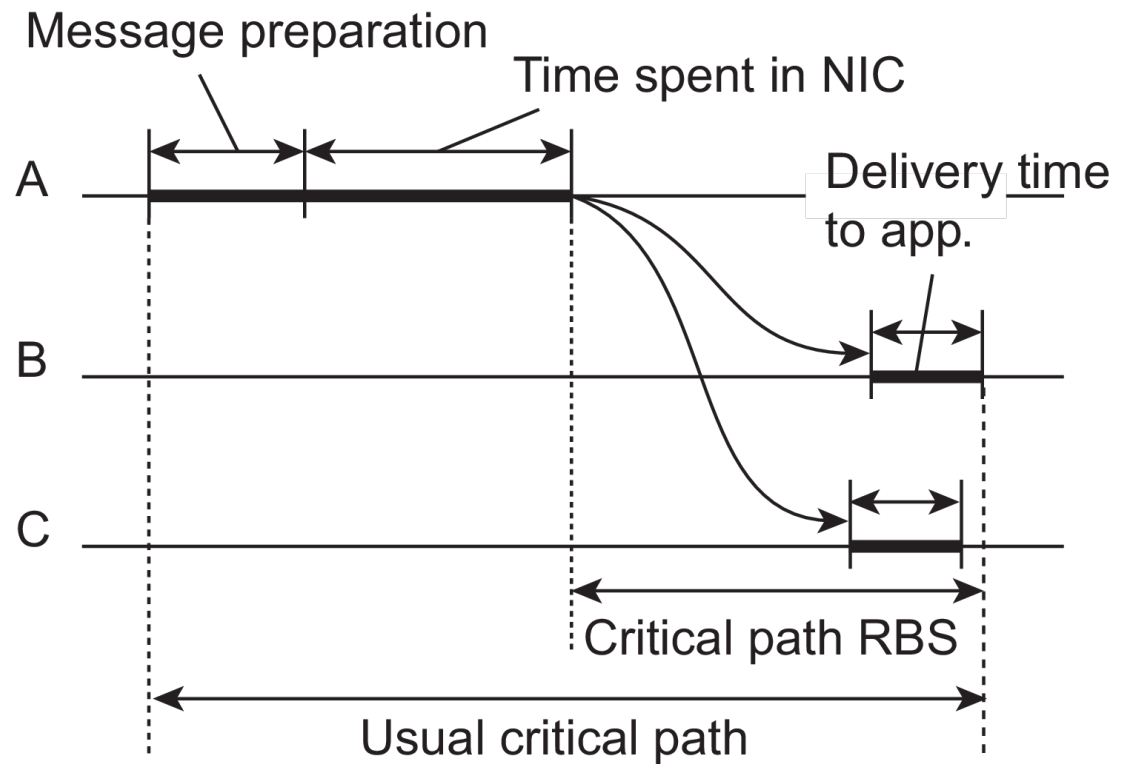 Message preparation
Time spent in NIC
A
Delivery time
to app.
B
C
Critical path RBS
Usual critical path